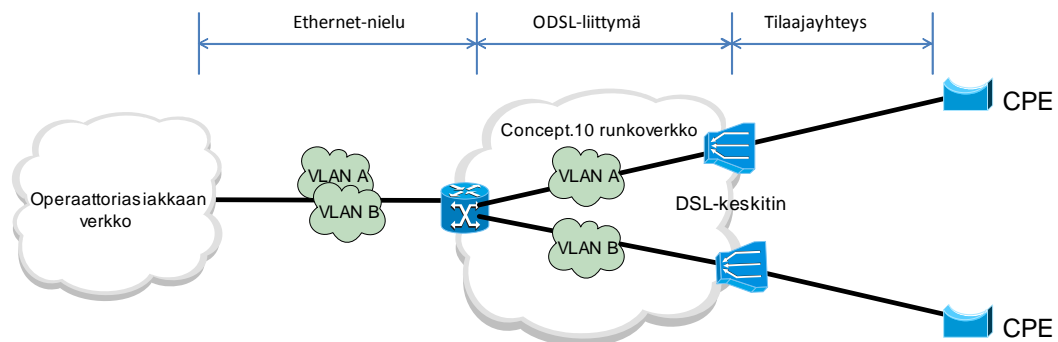 Ethernet-nielu
ODSL-liittymä
Tilaajayhteys
CPE
Concept.10 runkoverkko
VLAN A
VLAN A
Operaattoriasiakkaan
verkko
VLAN B
DSL-keskitin
VLAN B
CPE